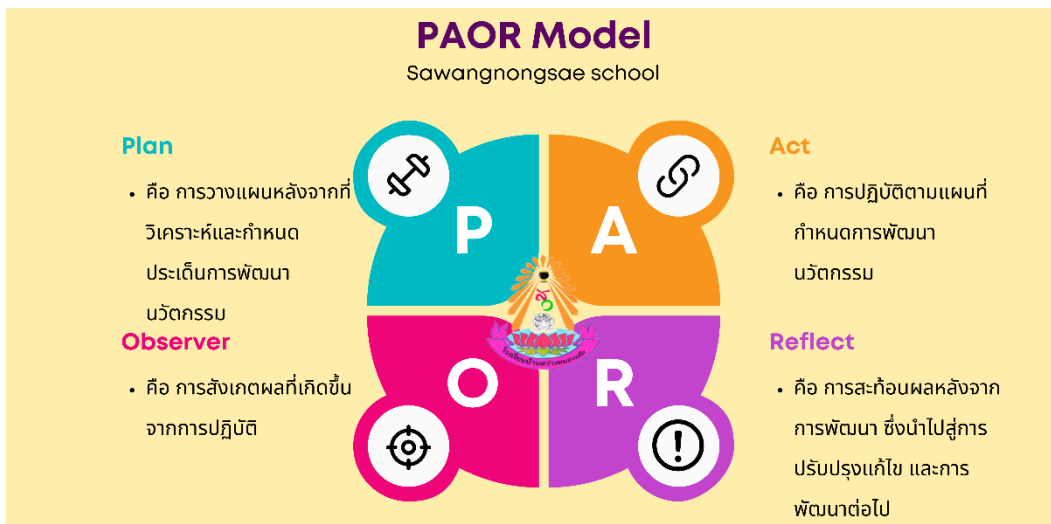 PAOR Model
Sawangnongsae school
Plan
• คือ การวางแผนหลังจากที่
วิเคราะห์และกำหนด
ประเด็นการพัฒนา
นวัตกรรม
Act
• คือ การปฏิบัติตามแผนที่
กำหนดการพัฒนา
นวัตกรรม
P
A
O
R
Observer
• คือ การสังเกตผลที่เกิดขึ้น
จากการปฏิบัติ
Reflect
• คือ การสะท้อนผลหลังจาก
การพัฒนา ซึ่งนำไปสู่การ
ปรับปรุงแก้ไข และการ
พัฒนาต่อไป